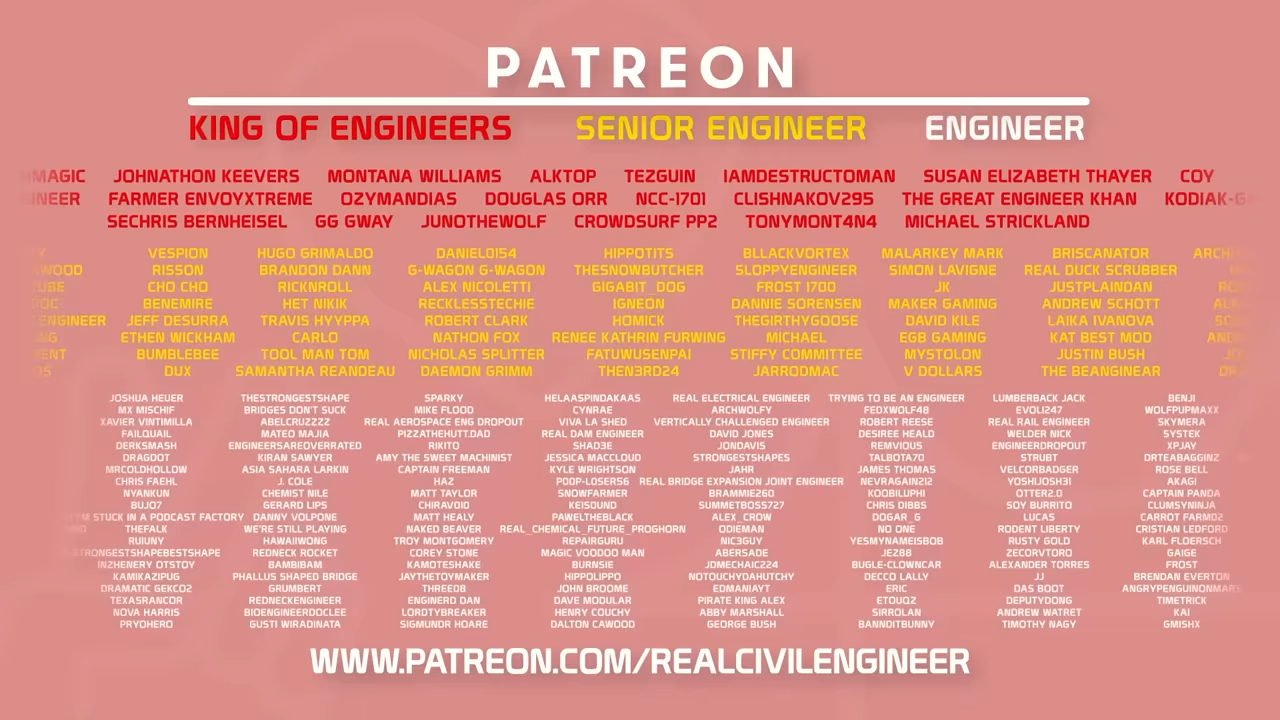 PATREON
KING OF ENGINEERS SENIOR ENGINEER ENGINEER
JOHNATHON KEEVERS MONTANA WILLIAMS ALKTOP TEZGUIN IAMDESTRUCTOMAN SUSAN ELIZABETH THAYER COY
FARMER ENVOYXTREME OZYMANDIAS DOUGLAS ORR NCC-1701 CLISHNAKOV295 THE GREAT ENGINEER KHAN
SECHRIS BERNHEISEL GG GWAY JUNOTHEWOLF CROWDSURF PP2 TONYMONT4N4 MICHAEL STRICKLAND
VESPION HUGO GRIMALDO DANIEL0154 HIPPOTITS BLLACKVORTEX MALARKEY MARK BRISCANATOR
RISSON BRANDON DANN G-WAGON G-WAGON THESNOWBUTCHER SLOPPYENGINEER SIMON LAVIGNE REAL DUCK SCRUBBER
CHO CHO RICKNROLL ALEX NICOLETTI GIGABIT_DOG FROST 1700 JK JUSTPLAINDAN
BENEMIRE HET NIKIK RECKLESSTECHIE IGNEON DANNIE SORENSEN MAKER GAMING ANDREW SCHOTT
ENGINEER JEFF DESURRA TRAVIS HYYPPA ROBERT CLARK HOMICK THEGIRTHYGOOSE DAVID KILE LAIKA IVANOVA
ETHEN WICKHAM CARLO NATHON FOX RENEE KATHRIN FURWING MICHAEL EGB GAMING KAT BEST MOD
BUMBLEBEE TOOL MAN TOM NICHOLAS SPLITTER FATUWUSENPAI STIFFY COMMITTEE MYSTOLON JUSTIN BUSH
DUX SAMANTHA REANDEAU DAEMON GRIMM THEN3RD24 JARRODMAC V DOLLARS THE BEANGINEAR
JOSHUA HEUER THESTRONGESTSHAPE SPARKY HELAASPINDAKAAS REAL ELECTRICAL ENGINEER TRYING TO BE AN ENGINEER LUMBERBACK JACK BENJI
MX MISCHIF BRIDGES DON'T SUCK MIKE FLOOD CYNRAE ARCHWOLFY FEDXWOLF48 EVOLI247 WOLFPUPMAXX
XAVIER VINTIMILLA ABELCRUZZZZ REAL AEROSPACE ENG DROPOUT VIVA LA SHED VERTICALLY CHALLENGED ENGINEER ROBERT REESE REAL RAIL ENGINEER SKYMERA
FAILQUAIL MATEO MAJIA PIZZATHEHUTT.DAD REAL DAM ENGINEER DAVID JONES DESIREE HEALD WELDER NICK SYSTEK
DERKSMASH ENGINEERSAREOVERRATED RIKITO SHAD3E JONDAVIS REMVIOUS ENGINEERDROPOUT XPJAY
DRAGDOT KIRAN SAWYER AMY THE SWEET MACHINIST JESSICA MACCLOUD STRONGESTSHAPES TALBOTA70 STRUBT DRTEABAGGINZ
MRCOLDHOLLOW ASIA SAHARA LARKIN CAPTAIN FREEMAN KYLE WRIGHTSON JAHR JAMES THOMAS VELCORBADGER ROSE BELL
CHRIS FAEHL J. COLE HAZ POOP-LOSER56 REAL BRIDGE EXPANSION JOINT ENGINEER NEVRAGAIN212 YOSHIJOSH31 AKAGI
NYANKUN CHEMIST NILE MATT TAYLOR SNOWFARMER BRAMMIE260 KOOBILUPHI OTTER2.0 CAPTAIN PANDA
BUJO7 GERARD LIPS CHIRAVOID KEISOUND SUMMETBOSS727 CHRIS DIBBS SOY BURRITO CLUMSYNINJA
STUCK IN A PODCAST FACTORY DANNY VOLPONE MATT HEALY PAWELTHEBLACK ALEX_CROW DOGAR_G LUCAS CARROT FARM02
THEFALK WE'RE STILL PLAYING NAKED BEAVER REAL_CHEMICAL_FUTURE_PROGHORN ODIEMAN NO ONE RODENT LIBERTY CRISTIAN LEDFORD
RUIUNY HAWAIIWONG TROY MONTGOMERY REPAIRGURU NIC3GUY YESMYNAMEISBOB RUSTY GOLD KARL FLOERSCH
STRONGESTSHAPEBESTSHAPE REDNECK ROCKET COREY STONE MAGIC VOODOO MAN ABERSADE JEZ88 ZECORVTORO GAIGE
INZHENERY OTSTOY BAMBIBAM KAMOTESHAKE BURNSIE JDMECHAIC224 BUGLE-CLOWNCAR ALEXANDER TORRES FROST
KAMIKAZIPUG PHALLUS SHAPED BRIDGE JAYTHETOYMAKER HIPPOLIPPO NOTOUCHYDAHUTCHY DECCO LALLY JJ BRENDAN EVERTON
DRAMATIC GEKCO2 GRUMBERT THREE08 JOHN BROOME EDMANIAYT ERIC DAS BOOT ANGRYPENGUINONMARS
TEXASRANCOR REDNECKENGINEER ENGINERD DAN DAVE MODULAR PIRATE KING ALEX ETOUQZ DEPUTYDONG TIMETRICK
NOVA HARRIS BIOENGINEERDOCLEE LORDTYBREAKER HENRY COUCHY ABBY MARSHALL SIRROLAN ANDREW WATRET KAJ
PRYOHERO GUSTI WIRADINATA SIGMUNDR HOARE DALTON CAWOOD GEORGE BUSH BANNDITBUNNY TIMOTHY NAGY GMISHX
WWW.PATREON.COM/REALCIVILENGINEER